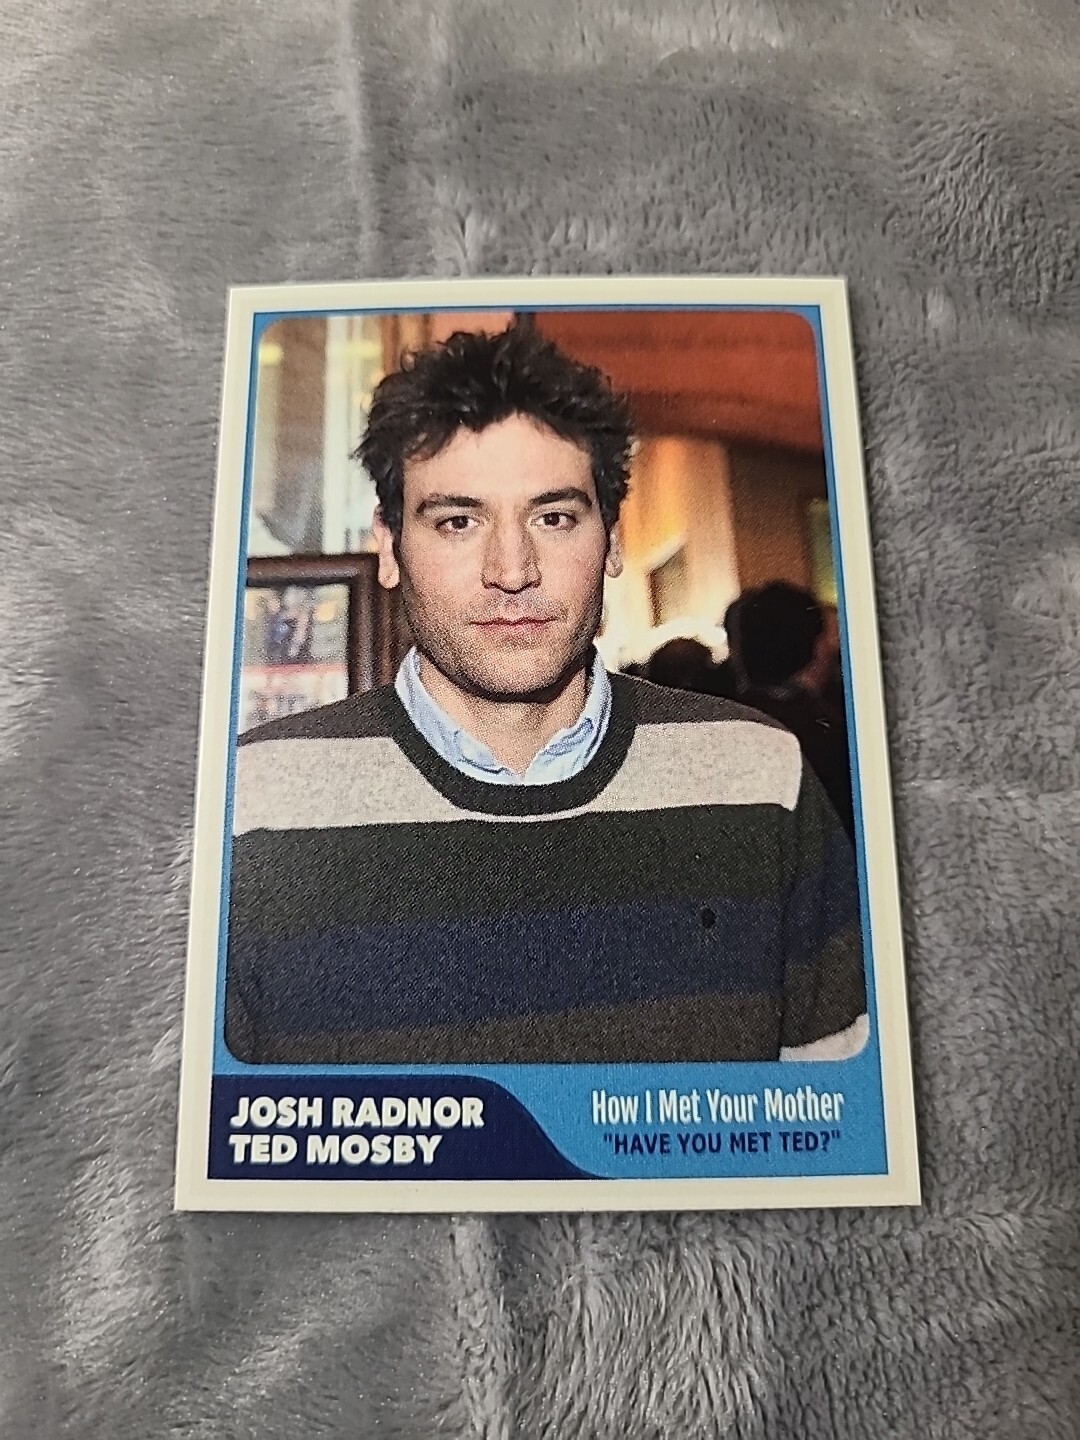 JOSH RADNOR
TED MOSBY
How I Met Your Mother
"HAVE YOU MET TED?"